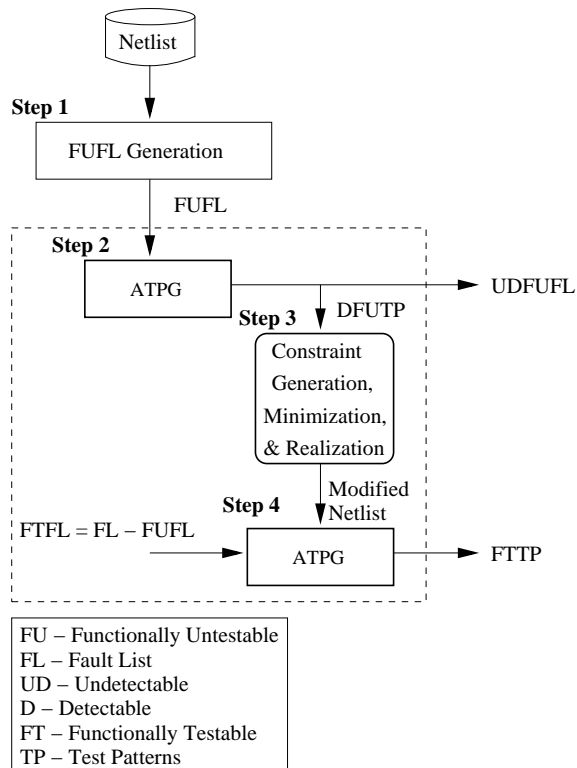 Netlist
Step 1
FUFL Generation
FUFL
Step 2
ATPG
UDFUFL
DFUTP
Step 3
Constraint
Generation,
Minimization,
& Realization
Modified
Netlist
Step 4
FTFL = FL – FUFL
ATPG
FTTP
FU – Functionally Untestable
FL – Fault List
UD – Undetectable
D – Detectable
FT – Functionally Testable
TP – Test Patterns